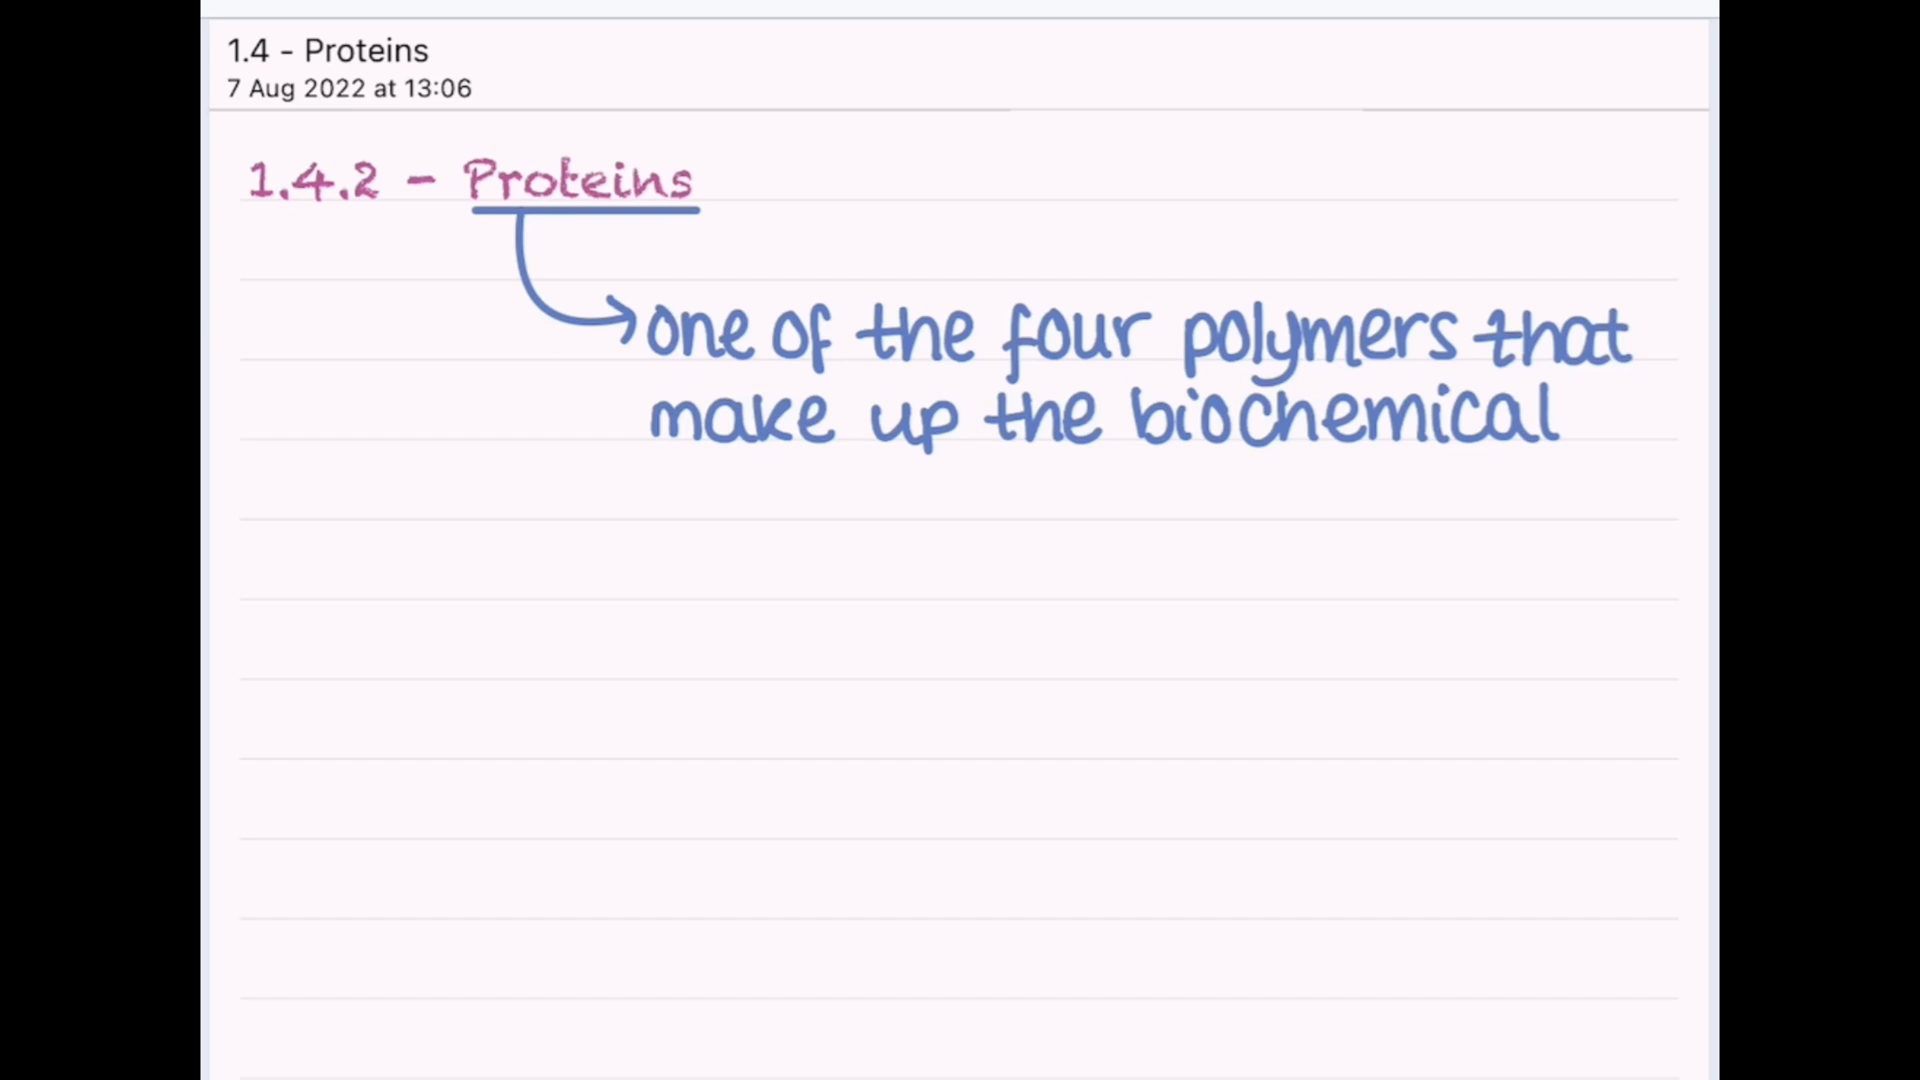 1.4 - Proteins
7 Aug 2022 at 13:06
1.4.2 - Proteins
one of the four polymers that
make up the biochemical